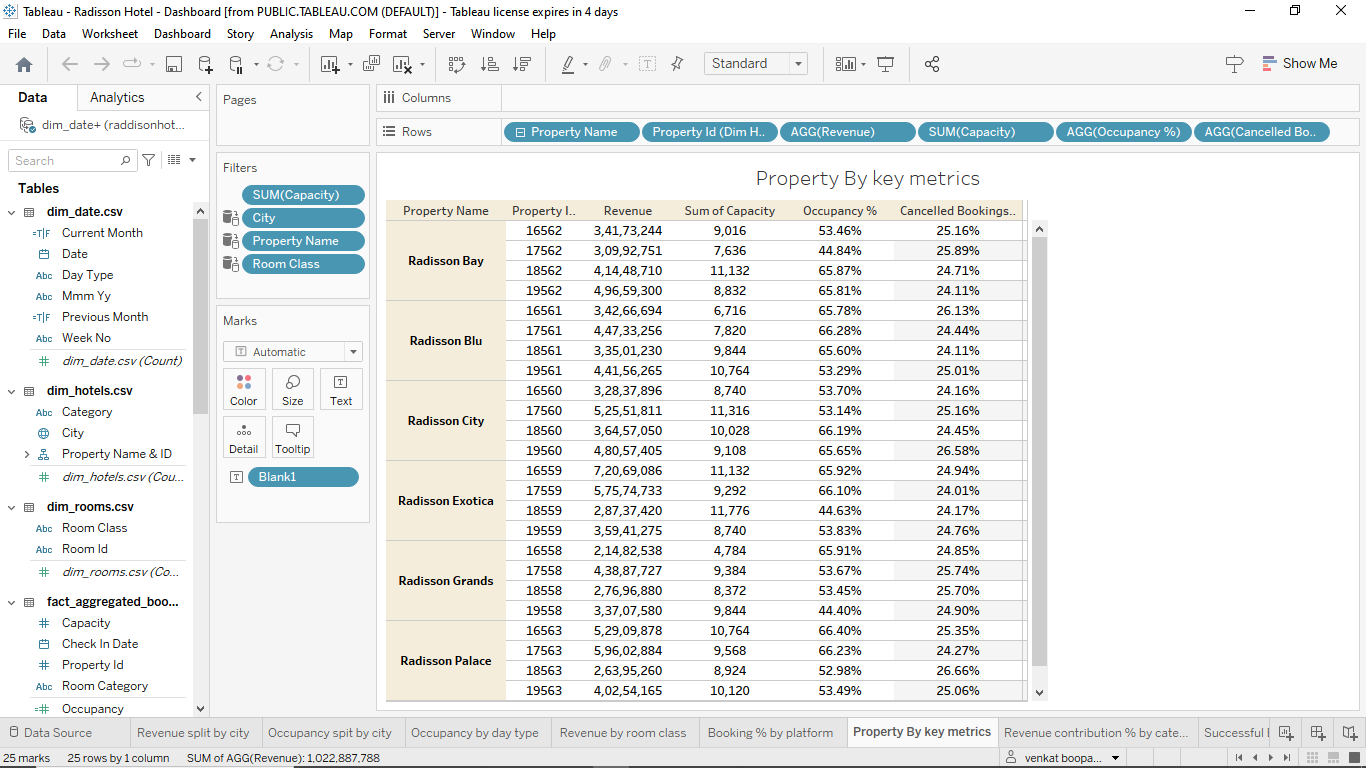 Tableau - Radisson Hotel - Dashboard [from PUBLIC.TABLEAU.COM (DEFAULT)] - Tableau license expires in 4 days
File Data Worksheet Dashboard Story Analysis Map Format Server Window Help
Standard Show Me
Data Analytics
dim_date+ (raddisonhot...
Search
Tables
dim_date.csv
=T|F Current Month
Date
Abc Day Type
Abc Mmm Yy
=T|F Previous Month
Abc Week No
dim_date.csv (Count)
dim_hotels.csv
Abc Category
City
Property Name & ID
dim_hotels.csv (Cou...
dim_rooms.csv
Abc Room Class
Abc Room Id
dim_rooms.csv (Co...
fact_aggregated_boo...
Capacity
Check In Date
Property Id
Abc Room Category
Occupancy
Pages
Filters
SUM(Capacity)
City
Property Name
Room Class
Marks
T Automatic
Color Size Text
Detail Tooltip
T Blank1
Columns
Rows Property Name Property Id (Dim H.. AGG(Revenue) SUM(Capacity) AGG(Occupancy %) AGG(Cancelled Bo..
Property By key metrics
Property Name Property I.. Revenue Sum of Capacity Occupancy % Cancelled Bookings..
Radisson Bay
16562 3,41,73,244 9,016 53.46% 25.16%
17562 3,09,92,751 7,636 44.84% 25.89%
18562 4,14,48,710 11,132 65.87% 24.71%
19562 4,96,59,300 8,832 65.81% 24.11%
Radisson Blu
16561 3,42,66,694 6,716 65.78% 26.13%
17561 4,47,33,256 7,820 66.28% 24.44%
18561 3,35,01,230 9,844 65.60% 24.11%
19561 4,41,56,265 10,764 53.29% 25.01%
Radisson City
16560 3,28,37,896 8,740 53.70% 24.16%
17560 5,25,51,811 11,316 53.14% 25.16%
18560 3,64,57,050 10,028 66.19% 24.45%
19560 4,80,57,405 9,108 65.65% 26.58%
Radisson Exotica
16559 7,20,69,086 11,132 65.92% 24.94%
17559 5,75,74,733 9,292 66.10% 24.01%
18559 2,87,37,420 11,776 44.63% 24.17%
19559 3,59,41,275 8,740 53.83% 24.76%
Radisson Grands
16558 2,14,82,538 4,784 65.91% 24.85%
17558 4,38,87,727 9,384 53.67% 25.74%
18558 2,76,96,880 8,372 53.45% 25.70%
19558 3,37,07,580 9,844 44.40% 24.90%
Radisson Palace
16563 5,29,09,878 10,764 66.40% 25.35%
17563 5,96,02,884 9,568 66.23% 24.27%
18563 2,63,95,260 8,924 52.98% 26.66%
19563 4,02,54,165 10,120 53.49% 25.06%
Data Source Revenue split by city Occupancy spit by city Occupancy by day type Revenue by room class Booking % by platform Property By key metrics Revenue contribution % by cate... Successful
25 marks 25 rows by 1 column SUM of AGG(Revenue): 1,022,887,788 venkat boopa...